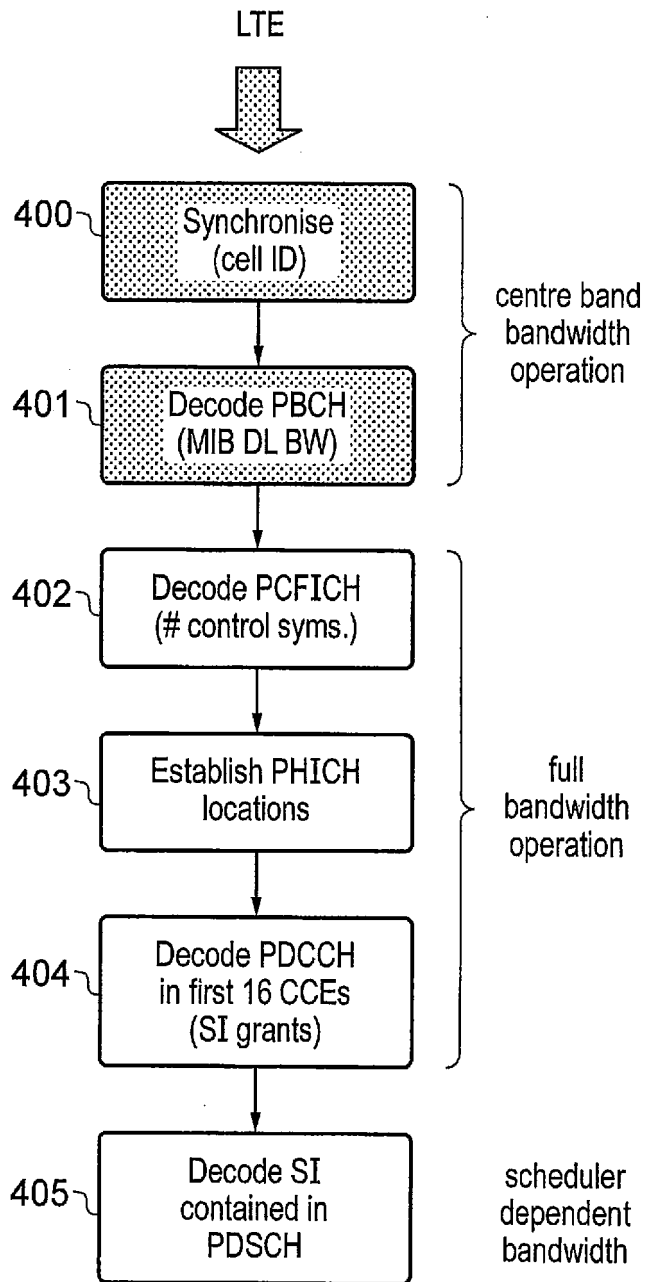 LTE
400
Synchronise
(cell ID)
centre band
bandwidth
operation
401
Decode PBCH
(MIB DL BW)
402
Decode PCFICH
(# control syms.)
403
Establish PHICH
locations
full
bandwidth
operation
404
Decode PDCCH
in first 16 CCEs
(SI grants)
405
Decode SI
contained in
PDSCH
scheduler
dependent
bandwidth